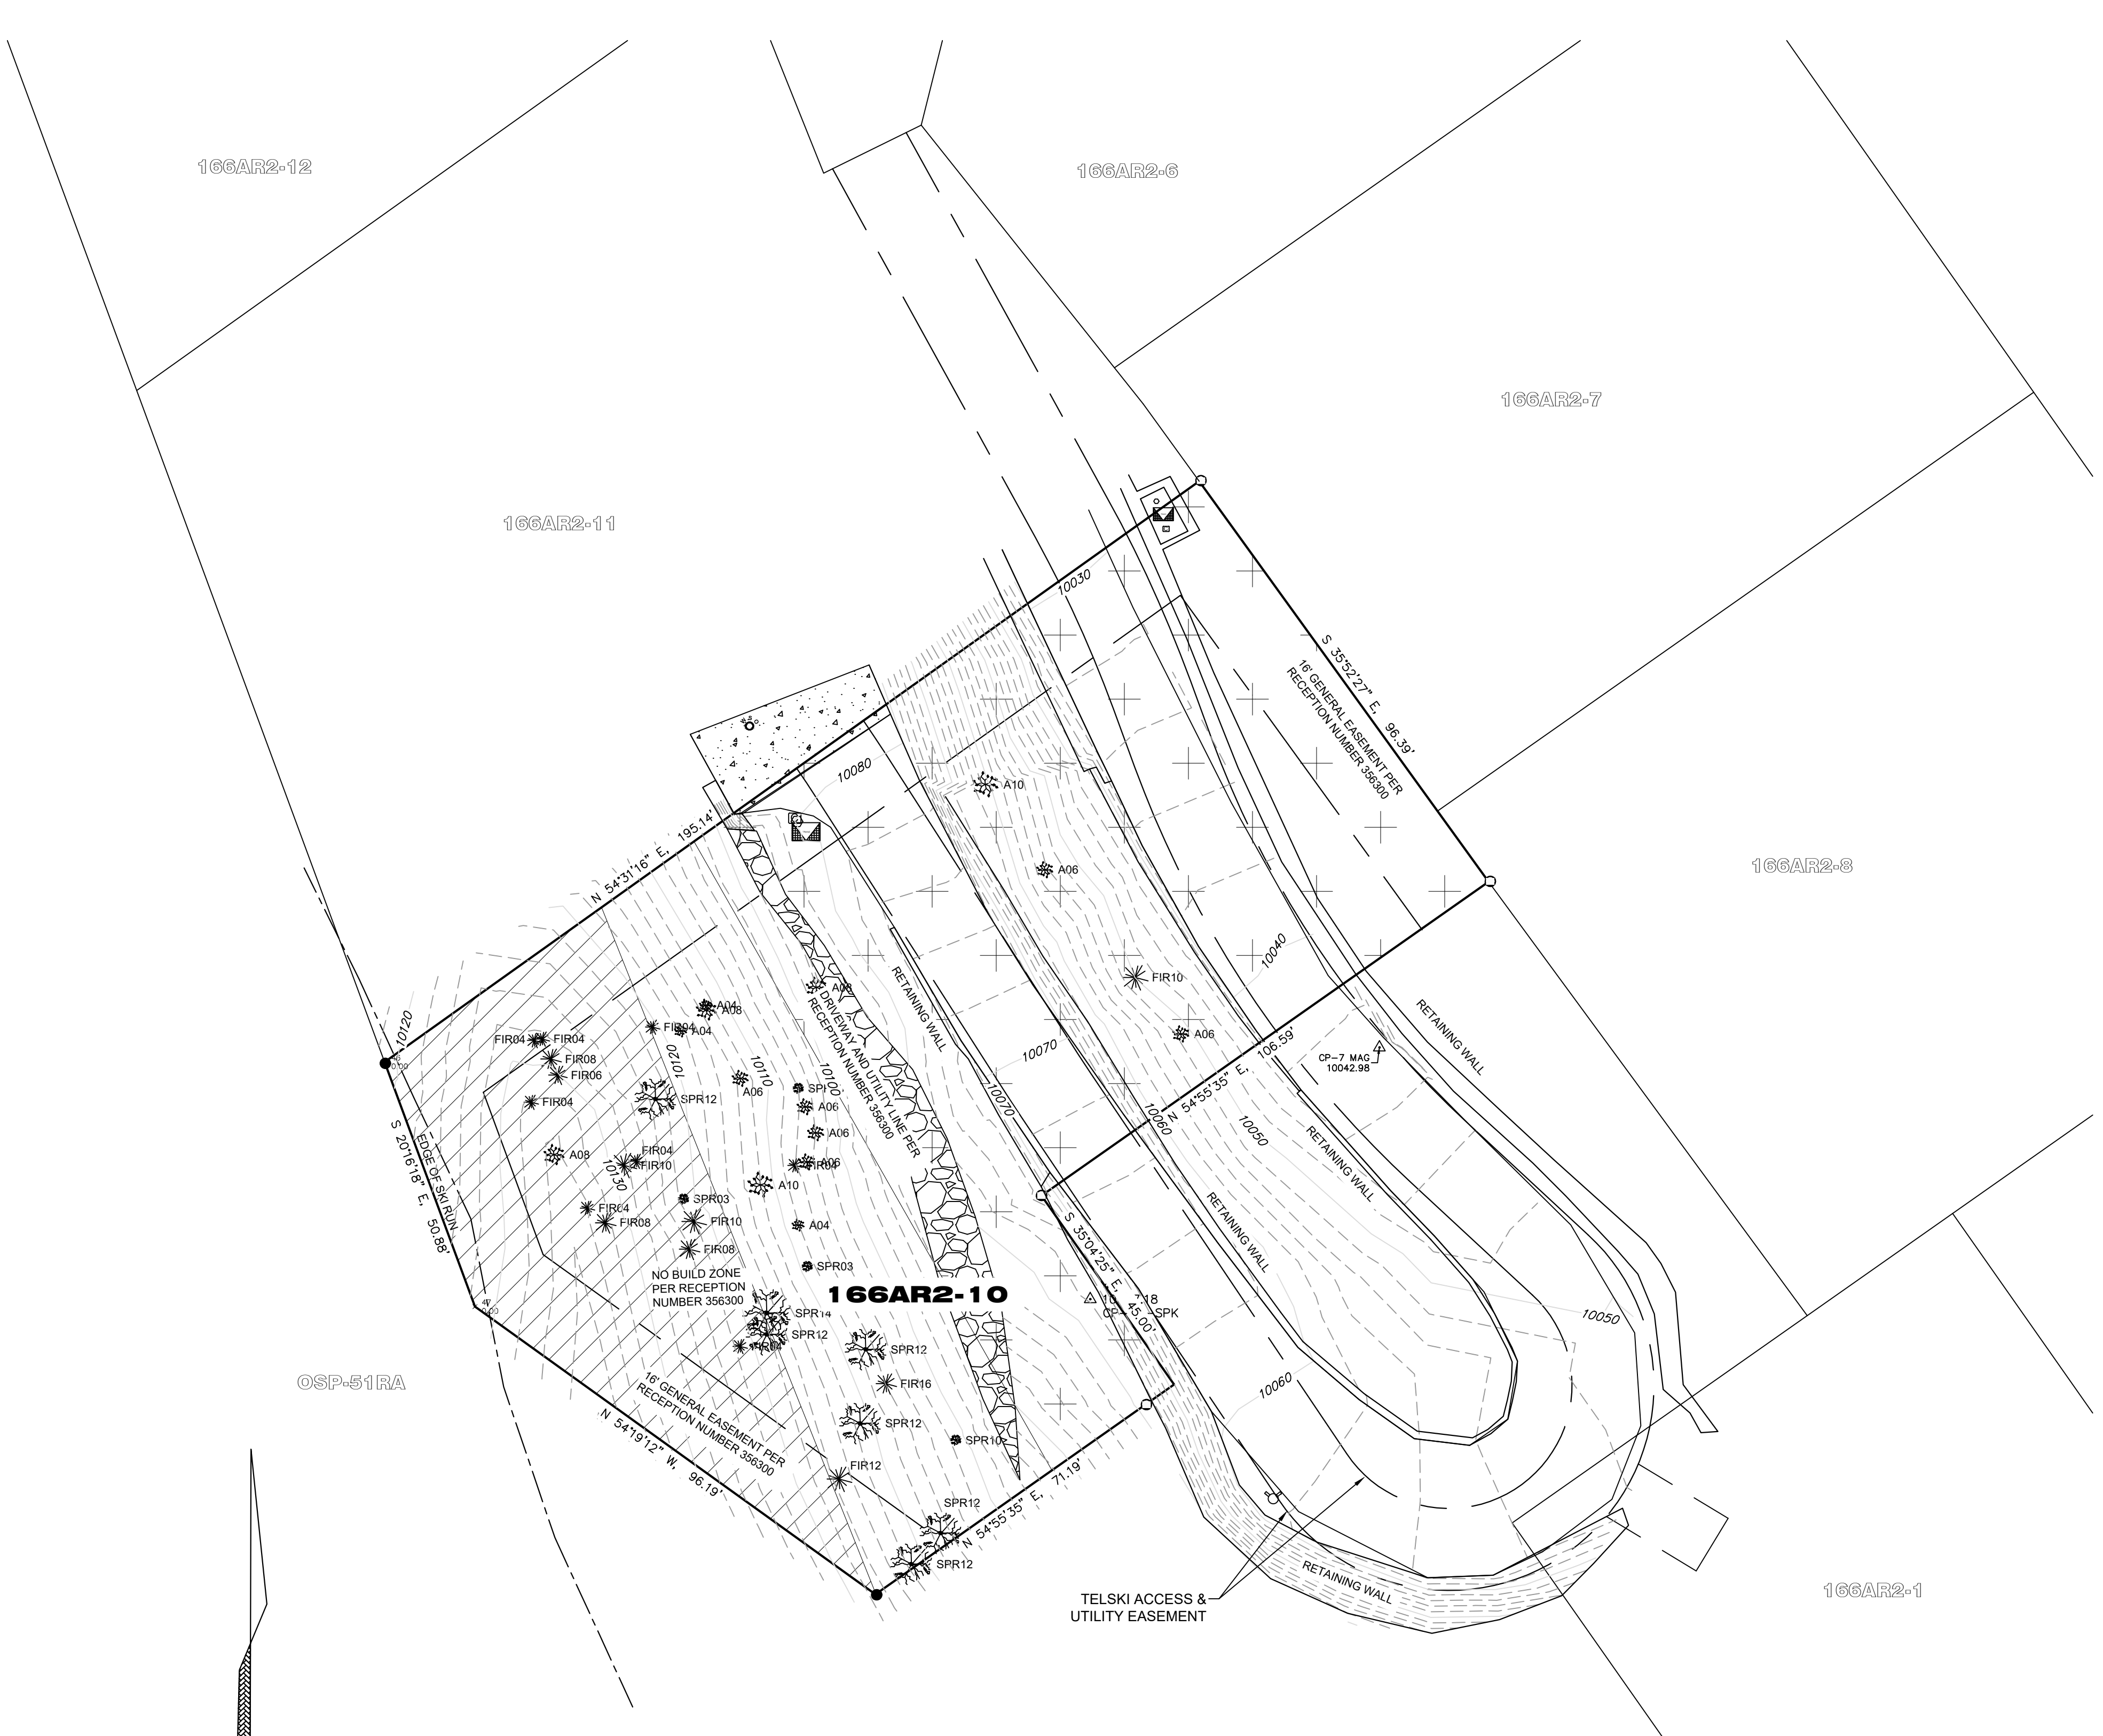 166AR2-12
166AR2-6
166AR2-7
166AR2-11
10030
S 35°52'27" E, 96.39'
16' GENERAL EASEMENT PER
RECEPTION NUMBER 356300
10080
A10
N 54°31'16" E, 195.14'
A06
166AR2-8
FIR10
10040
A06
RETAINING WALL
DRIVEWAY AND UTILITY LINE PER
RECEPTION NUMBER 356300
A08
A04
A08
FIR04
A04
FIR04
FIR04
FIR08
FIR06
FIR04
10120
10120
SPR12
10110
A06
10100
A06
A06
A06
FIR04
10070
10070
N 54°55'35" E, 106.59'
CP-7 MAG
10042.98
RETAINING WALL
10060
10050
RETAINING WALL
RETAINING WALL
S 20°16'18" E, 50.88'
EDGE OF SKI RUN
A08
FIR04
FIR10
10130
A10
SPR03
FIR04
FIR08
FIR10
A04
FIR08
SPR03
NO BUILD ZONE
PER RECEPTION
NUMBER 356300
166AR2-10
S 35°04'25" E, 45.00'
47
SPR14
SPR12
FIR04
SPR12
FIR16
SPR12
SPR10
FIR12
SPR12
SPR12
10050
10060
OSP-51RA
16' GENERAL EASEMENT PER
RECEPTION NUMBER 356300
N 54°19'12" W, 96.19'
N 54°55'35" E, 71.19'
TELSKI ACCESS &
UTILITY EASEMENT
RETAINING WALL
166AR2-1